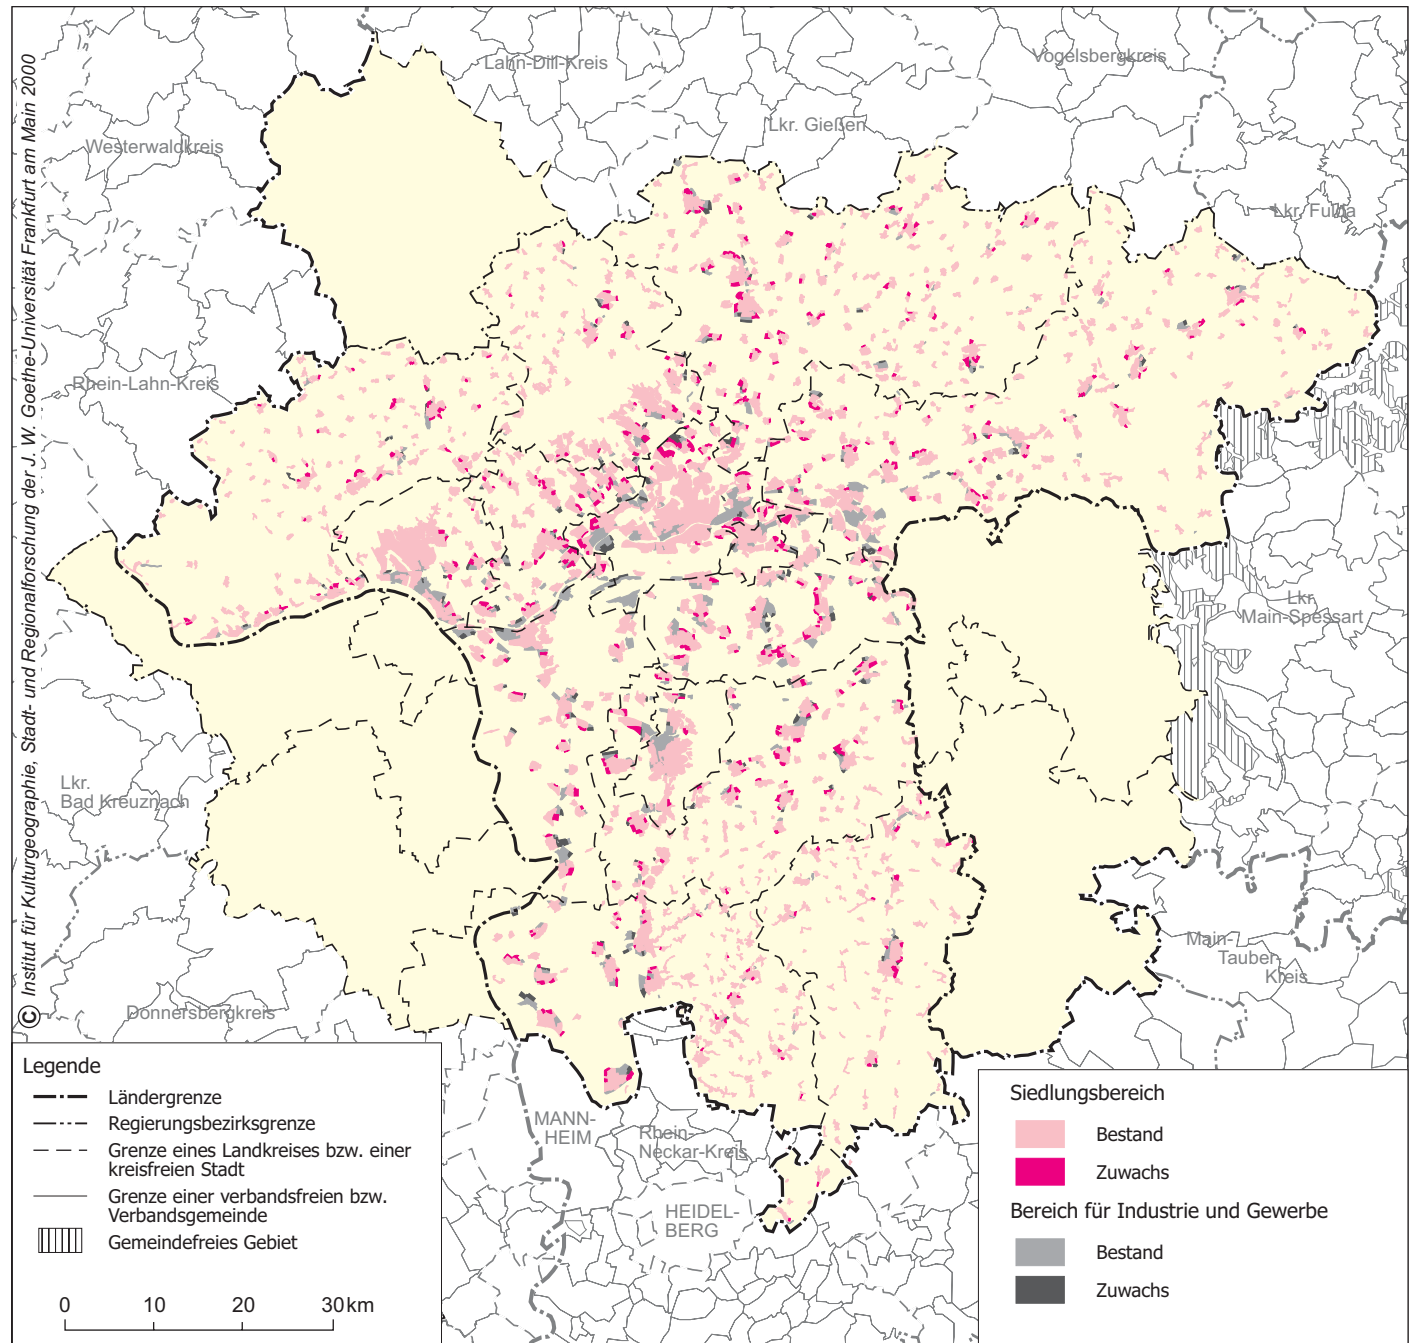 © Institut für Kulturgeographie, Stadt- und Regionalforschung der J. W. Goethe-Universität Frankfurt am Main 2000
Lahn-Dill-Kreis
Vogelsbergkreis
Westerwaldkreis
Lkr. Gießen
Lkr. Fulda
Rhein-Lahn-Kreis
Lkr.
Main-Spessart
Lkr.
Bad Kreuznach
Main-
Tauber-
Kreis
Donnersbergkreis
MANN-
HEIM
Rhein-
Neckar-Kreis
HEIDEL-
BERG
Legende
Ländergrenze
Regierungsbezirksgrenze
Grenze eines Landkreises bzw. einer
kreisfreien Stadt
Grenze einer verbandsfreien bzw.
Verbandsgemeinde
Gemeindefreies Gebiet
0 10 20 30 km
Siedlungsbereich
Bestand
Zuwachs
Bereich für Industrie und Gewerbe
Bestand
Zuwachs